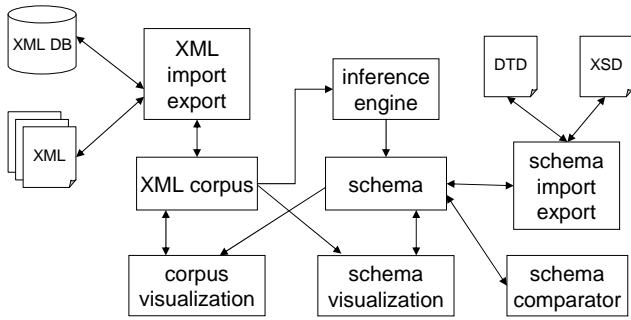 XML DB
XML
import
export
inference
engine
DTD
XSD
XML
XML corpus
schema
schema
import
export
corpus
visualization
schema
visualization
schema
comparator